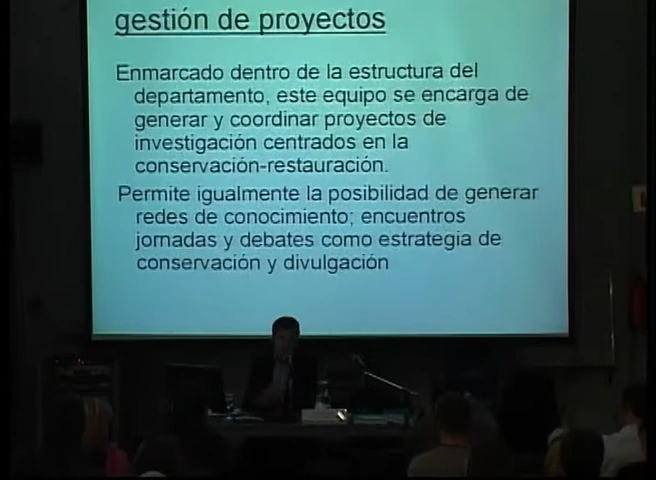 gestión de proyectos
Enmarcado dentro de la estructura del
departamento, este equipo se encarga de
generar y coordinar proyectos de
investigación centrados en la
conservación-restauración.
Permite igualmente la posibilidad de generar
redes de conocimiento; encuentros
jornadas y debates como estrategia de
conservación y divulgación